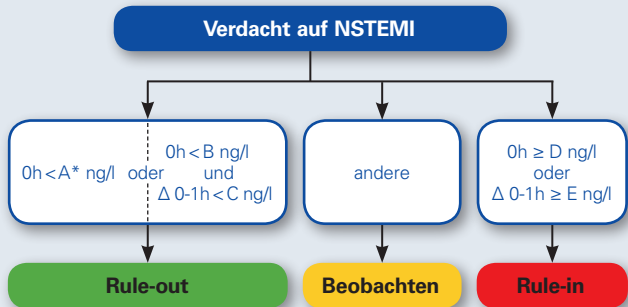 Verdacht auf NSTEMI
0h < A* ng/l oder 0h < B ng/l
und
Δ 0-1h < C ng/l
andere
0h ≥ D ng/l
oder
Δ 0-1h ≥ E ng/l
Rule-out
Beobachten
Rule-in